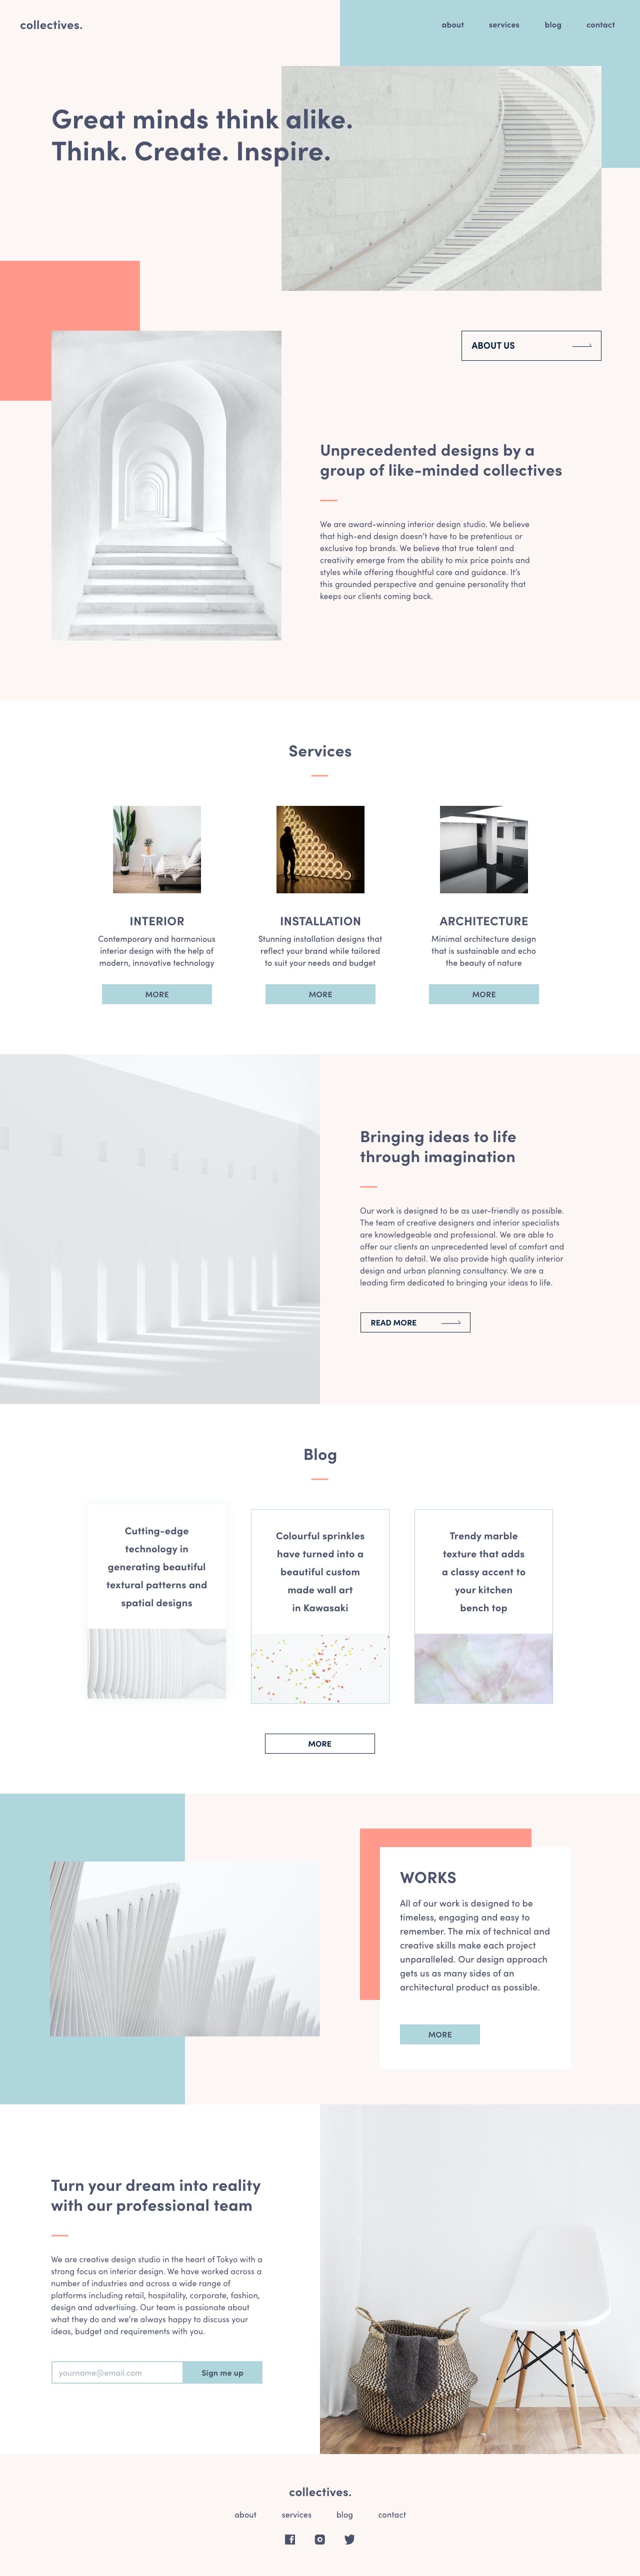 collectives.
about services blog contact
Great minds think alike.
Think. Create. Inspire.
ABOUT US
Unprecedented designs by a
group of like-minded collectives
We are award-winning interior design studio. We believe
that high-end design doesn't have to be pretentious or
exclusive top brands. We believe that true talent and
creativity emerge from the ability to mix price points and
styles while offering thoughtful care and guidance. It's
this grounded perspective and genuine personality that
keeps our clients coming back.
Services
INTERIOR
Contemporary and harmonious
interior design with the help of
modern, innovative technology
MORE
INSTALLATION
Stunning installation designs that
reflect your brand while tailored
to suit your needs and budget
MORE
ARCHITECTURE
Minimal architecture design
that is sustainable and echo
the beauty of nature
MORE
Bringing ideas to life
through imagination
Our work is designed to be as user-friendly as possible.
The team of creative designers and interior specialists
are knowledgeable and professional. We are able to
offer our clients an unprecedented level of comfort and
attention to detail. We also provide high quality interior
design and urban planning consultancy. We are a
leading firm dedicated to bringing your ideas to life.
READ MORE
Blog
Cutting-edge
technology in
generating beautiful
textural patterns and
spatial designs
Colourful sprinkles
have turned into a
beautiful custom
made wall art
in Kawasaki
Trendy marble
texture that adds
a classy accent to
your kitchen
bench top
MORE
WORKS
All of our work is designed to be
timeless, engaging and easy to
remember. The mix of technical and
creative skills make each project
unparalleled. Our design approach
gets us as many sides of an
architectural product as possible.
MORE
Turn your dream into reality
with our professional team
We are creative design studio in the heart of Tokyo with a
strong focus on interior design. We have worked across a
number of industries and across a wide range of
platforms including retail, hospitality, corporate, fashion,
design and advertising. Our team is passionate about
what they do and we're always happy to discuss your
ideas, budget and requirements with you.
yourname@email.com Sign me up
collectives.
about services blog contact